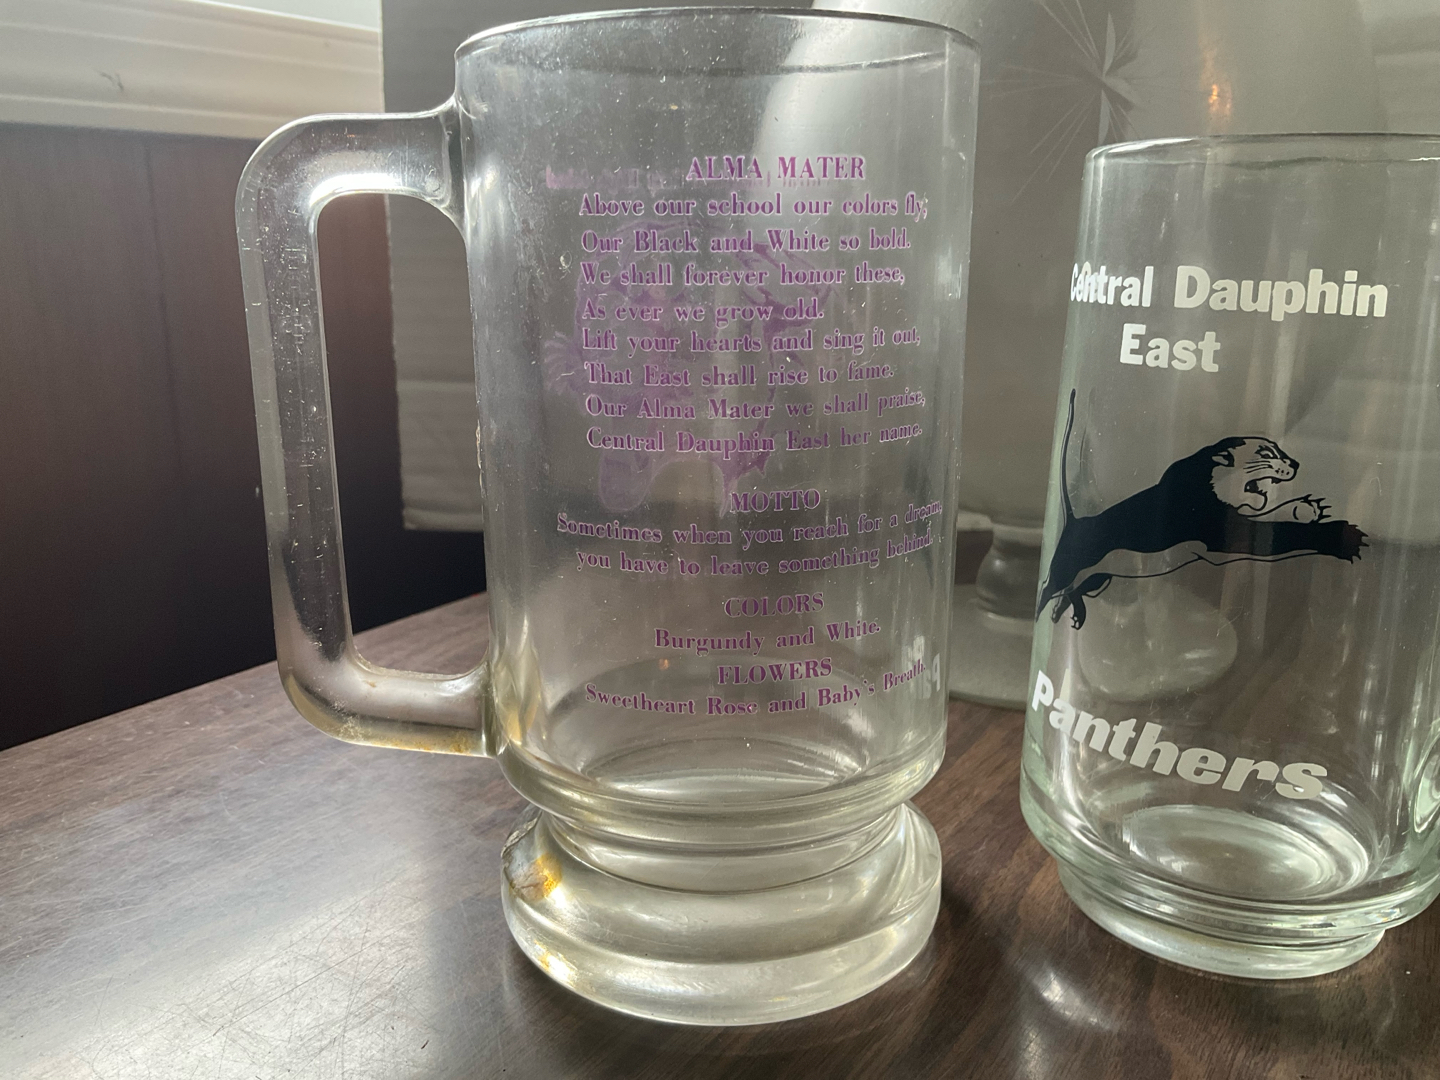 ALMA MATER
Above our school our colors fly;
Our Black and White so bold.
We shall forever honor these,
As ever we grow old.
Lift your hearts and sing it out,
That East shall rise to fame.
Our Alma Mater we shall praise,
Central Dauphin East her name.
MOTTO
Sometimes when you reach for a dream,
you have to leave something behind.
COLORS
Burgundy and White.
FLOWERS
Sweetheart Rose and Baby's Breath.
Central Dauphin
East
Panthers